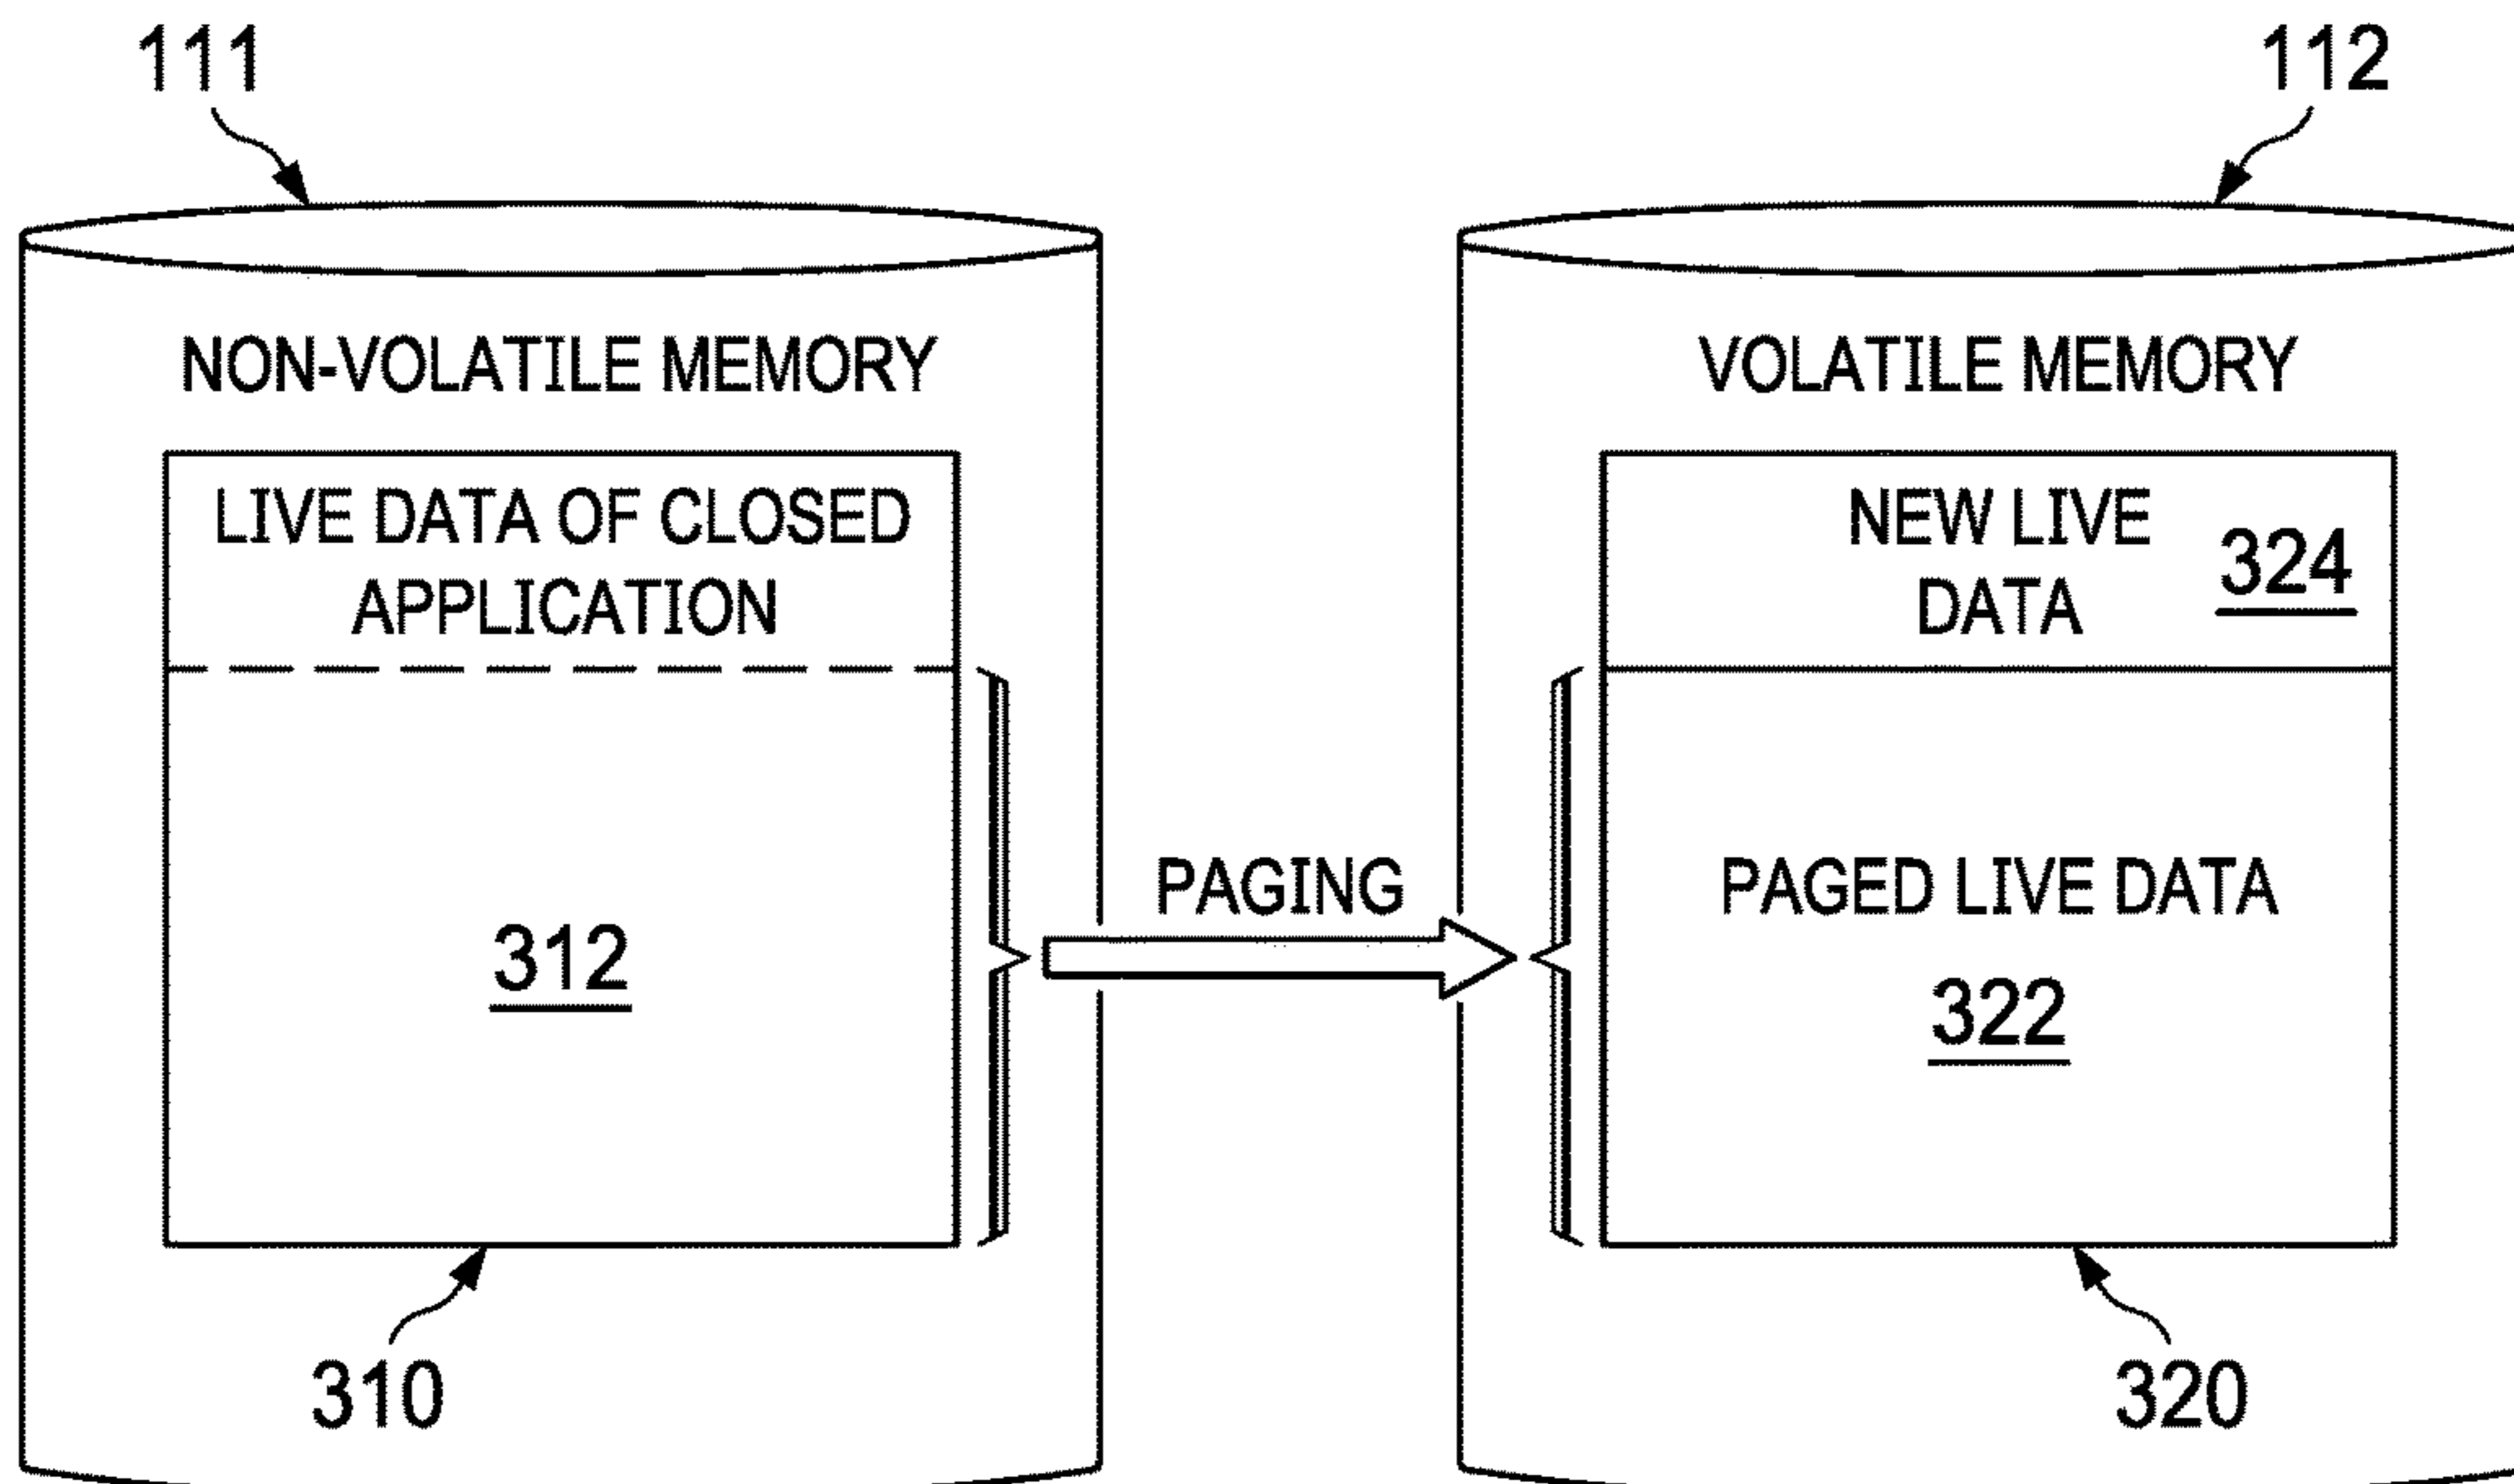 111
112
NON-VOLATILE MEMORY
VOLATILE MEMORY
LIVE DATA OF CLOSED
APPLICATION
NEW LIVE
DATA
324
312
PAGING
PAGED LIVE DATA
322
310
320